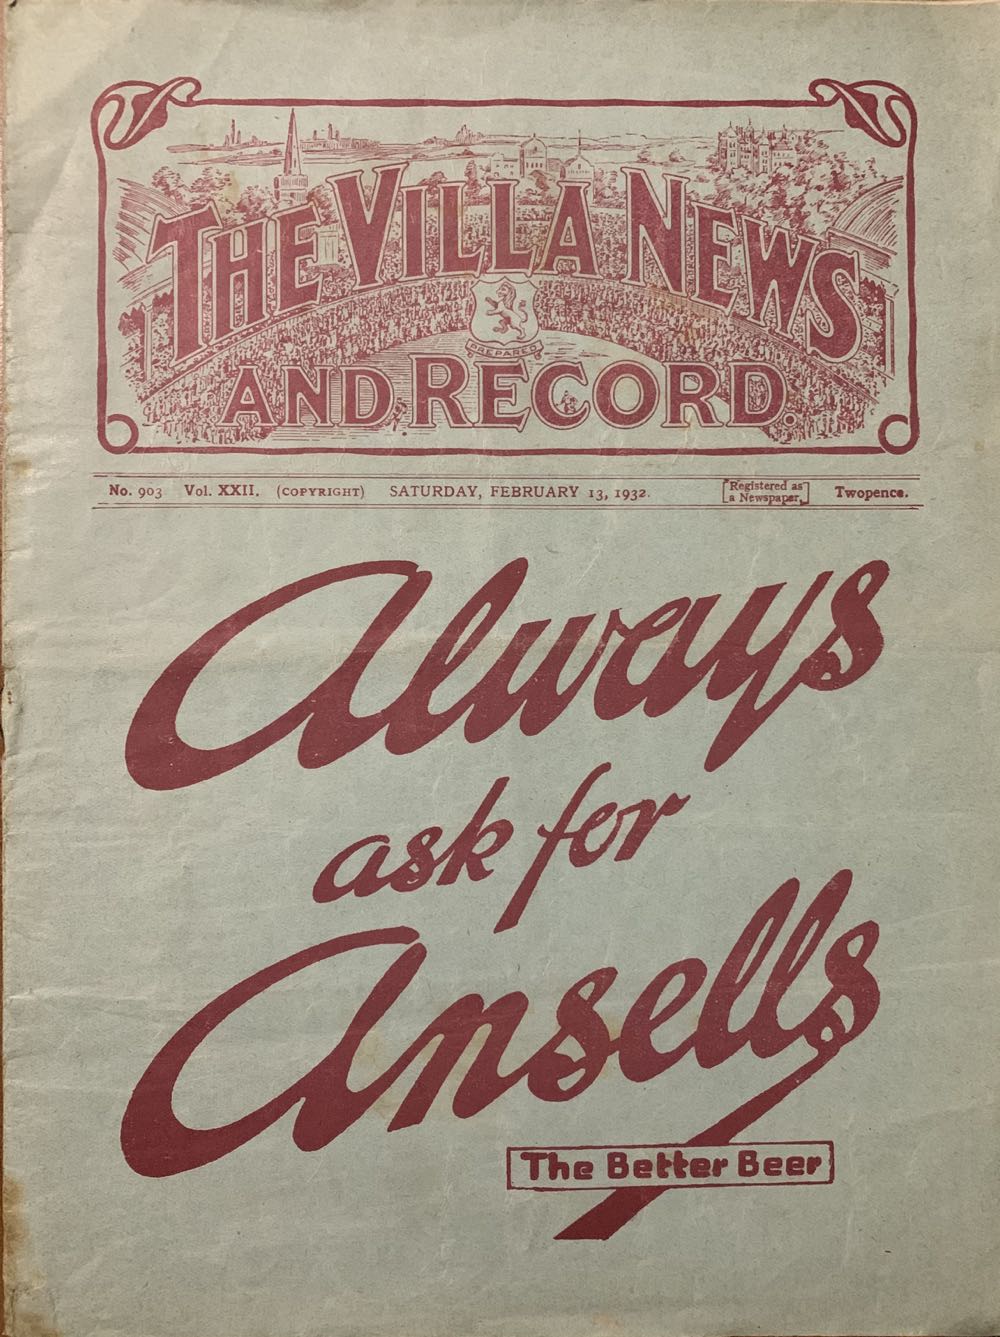 THE VILLA NEWS
PREPARED
AND RECORD.
No. 903 Vol. XXII. (COPYRIGHT) SATURDAY, FEBRUARY 13, 1932. [Registered as a Newspaper,] Twopence.
Always
ask for
Ansells
The Better Beer